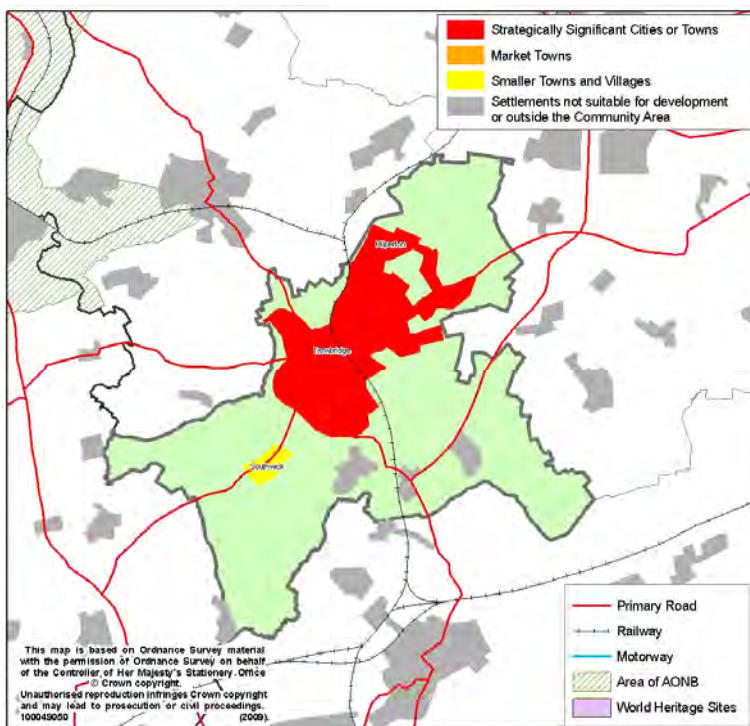 Strategically Significant Cities or Towns
Market Towns
Smaller Towns and Villages
Settlements not suitable for development
or outside the Community Area
Hilperton
Trowbridge
Southwick
Primary Road
Railway
Motorway
Area of AONB
World Heritage Sites
This map is based on Ordnance Survey material
with the permission of Ordnance Survey on behalf
of the Controller of Her Majesty's Stationery Office
© Crown copyright.
Unauthorised reproduction infringes Crown copyright
and may lead to prosecution or civil proceedings.
100049050 (2009)